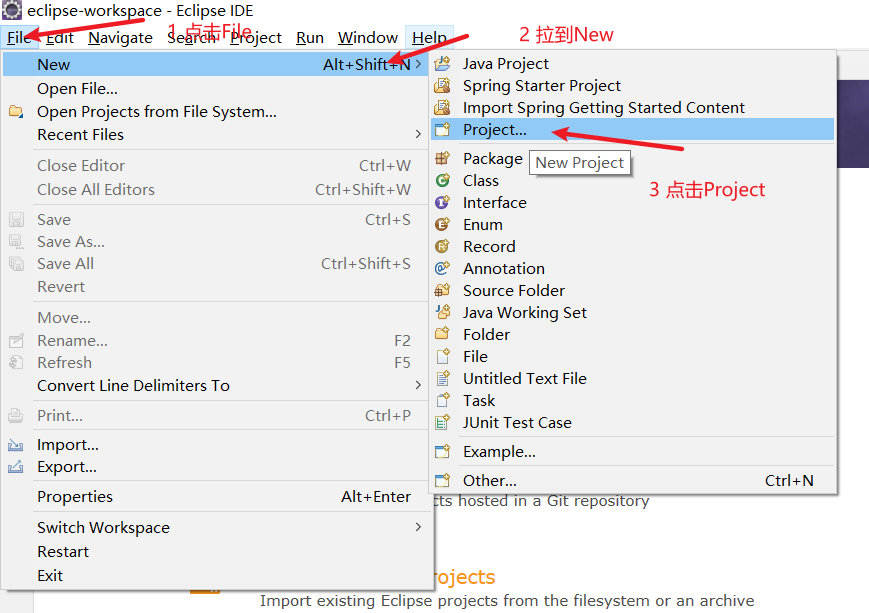 eclipse-workspace - Eclipse IDE
File Edit Navigate Search Project Run Window Help
1 点击File
2 拉到New
New Alt+Shift+N
Open File...
Open Projects from File System...
Recent Files
Close Editor Ctrl+W
Close All Editors Ctrl+Shift+W
Save Ctrl+S
Save As...
Save All Ctrl+Shift+S
Revert
Move...
Rename... F2
Refresh F5
Convert Line Delimiters To
Print... Ctrl+P
Import...
Export...
Properties Alt+Enter
Switch Workspace
Restart
Exit
Java Project
Spring Starter Project
Import Spring Getting Started Content
Project...
New Project
3 点击Project
Package
Class
Interface
Enum
Record
Annotation
Source Folder
Java Working Set
Folder
File
Untitled Text File
Task
JUnit Test Case
Example...
Other... Ctrl+N
cts hosted in a Git repository
rojects
Import existing Eclipse projects from the filesystem or an archive